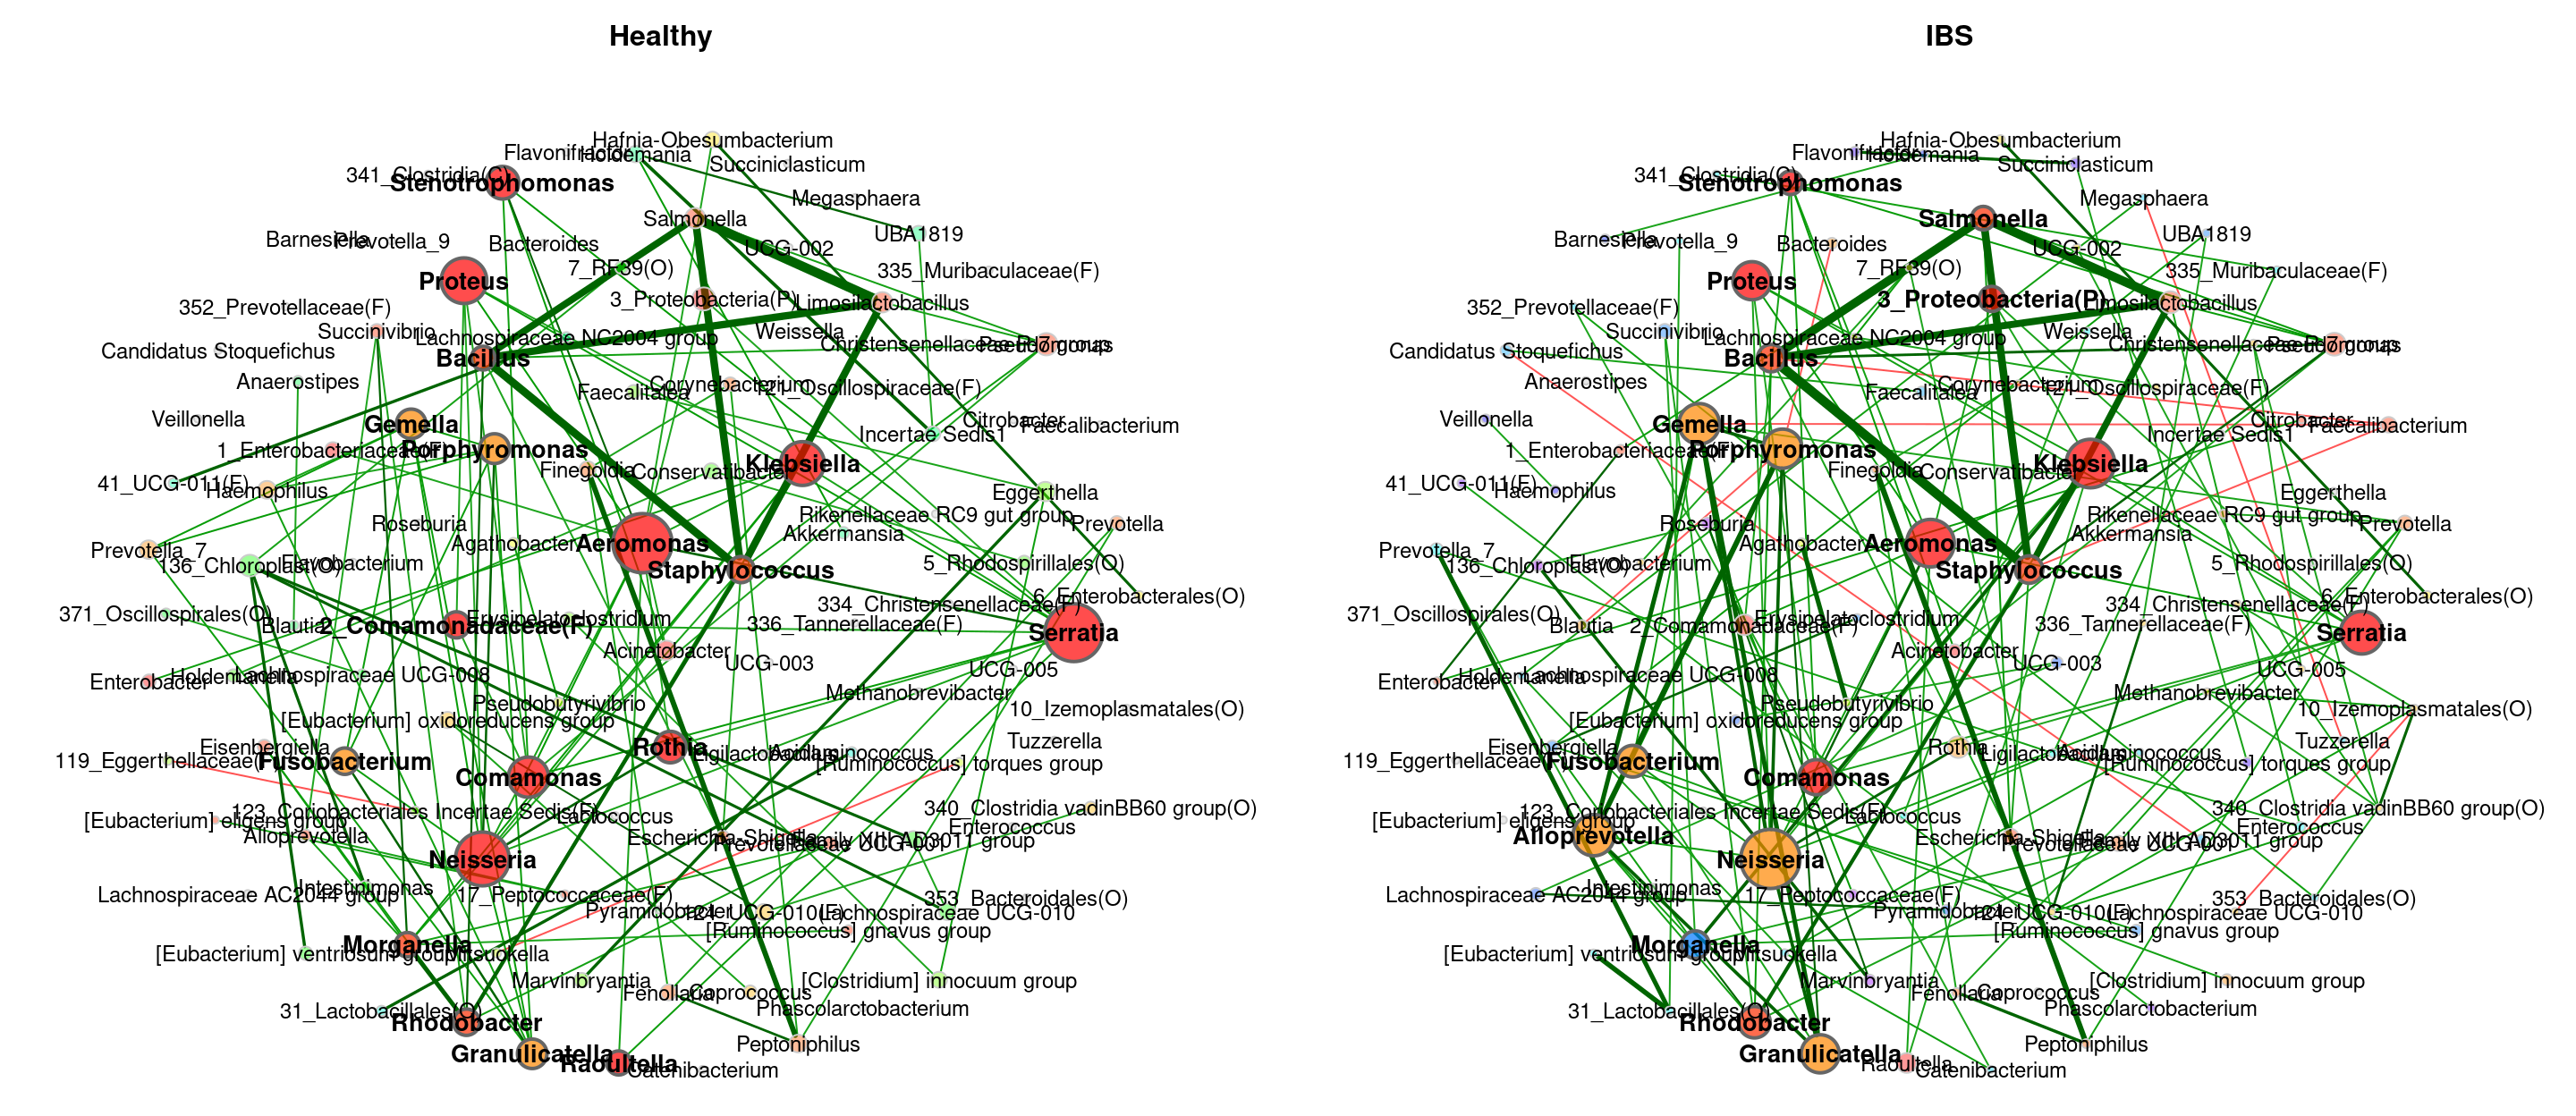 Healthy
Hafnia-Obesumbacterium
Flavonifractor
Holdemania
Succiniclasticum
341_Clostridia(C)
Stenotrophomonas
Megasphaera
Salmonella
UBA1819
Barnesiella
Prevotella_9
Bacteroides
UCG-002
7_RF39(O)
335_Muribaculaceae(F)
Proteus
3_Proteobacteria(P)
Limosilactobacillus
352_Prevotellaceae(F)
Succinivibrio
Lachnospiraceae NC2004 group
Weissella
Christensenellaceae R-7 group
Pseudomonas
Candidatus Stoquefichus
Bacillus
Anaerostipes
Faecalitalea
Corynebacterium
121_Oscillospiraceae(F)
Veillonella
Gemella
Citrobacter
Faecalibacterium
Incertae Sedis1
1_Enterobacteriaceae(F)
Porphyromonas
Finegoldia
Conservatibacter
Klebsiella
41_UCG-011(F)
Haemophilus
Eggerthella
Rikenellaceae RC9 gut group
Prevotella
Roseburia
Akkermansia
Agathobacter
Aeromonas
Prevotella_7
136_Chloroplast(O)
Flavobacterium
Staphylococcus
5_Rhodospirillales(O)
6_Enterobacterales(O)
334_Christensenellaceae(F)
371_Oscillospirales(O)
Blautia
2_Comamonadaceae(F)
Erysipelatoclostridium
336_Tannerellaceae(F)
Serratia
Acinetobacter
UCG-003
UCG-005
Enterobacter
Holdemanella
Lachnospiraceae UCG-008
Methanobrevibacter
Pseudobutyrivibrio
[Eubacterium] oxidoreducens group
10_Izemoplasmatales(O)
Eisenbergiella
Rothia
Ligilactobacillus
Acidaminococcus
Tuzzerella
119_Eggerthellaceae(F)
Fusobacterium
[Ruminococcus] torques group
Comamonas
123_Coriobacteriales Incertae Sedis(F)
Lactococcus
340_Clostridia vadinBB60 group(O)
[Eubacterium] eligens group
Alloprevotella
Enterococcus
Escherichia-Shigella
Prevotellaceae UCG-001
Family XIII AD3011 group
Neisseria
Lachnospiraceae AC2044 group
Intestinimonas
17_Peptococcaceae(F)
353_Bacteroidales(O)
Pyramidobacter
124_UCG-010(F)
Lachnospiraceae UCG-010
[Ruminococcus] gnavus group
Morganella
[Eubacterium] ventriosum group
Mitsuokella
Marvinbryantia
[Clostridium] innocuum group
Fenollaria
Coprococcus
Phascolarctobacterium
31_Lactobacillales(O)
Rhodobacter
Peptoniphilus
Granulicatella
Raoultella
Catenibacterium
IBS
Hafnia-Obesumbacterium
Flavonifractor
Holdemania
Succiniclasticum
341_Clostridia(C)
Stenotrophomonas
Megasphaera
Salmonella
UBA1819
Barnesiella
Prevotella_9
Bacteroides
UCG-002
7_RF39(O)
335_Muribaculaceae(F)
Proteus
3_Proteobacteria(P)
Limosilactobacillus
352_Prevotellaceae(F)
Succinivibrio
Lachnospiraceae NC2004 group
Weissella
Christensenellaceae R-7 group
Pseudomonas
Candidatus Stoquefichus
Bacillus
Anaerostipes
Faecalitalea
Corynebacterium
121_Oscillospiraceae(F)
Veillonella
Gemella
Citrobacter
Faecalibacterium
Incertae Sedis1
1_Enterobacteriaceae(F)
Porphyromonas
Finegoldia
Conservatibacter
Klebsiella
41_UCG-011(F)
Haemophilus
Eggerthella
Rikenellaceae RC9 gut group
Prevotella
Roseburia
Akkermansia
Agathobacter
Aeromonas
Prevotella_7
136_Chloroplast(O)
Flavobacterium
Staphylococcus
5_Rhodospirillales(O)
6_Enterobacterales(O)
334_Christensenellaceae(F)
371_Oscillospirales(O)
Blautia
2_Comamonadaceae(F)
Erysipelatoclostridium
336_Tannerellaceae(F)
Serratia
Acinetobacter
UCG-003
UCG-005
Enterobacter
Holdemanella
Lachnospiraceae UCG-008
Methanobrevibacter
Pseudobutyrivibrio
[Eubacterium] oxidoreducens group
10_Izemoplasmatales(O)
Eisenbergiella
Rothia
Ligilactobacillus
Acidaminococcus
Tuzzerella
119_Eggerthellaceae(F)
Fusobacterium
[Ruminococcus] torques group
Comamonas
123_Coriobacteriales Incertae Sedis(F)
Lactococcus
340_Clostridia vadinBB60 group(O)
[Eubacterium] eligens group
Alloprevotella
Enterococcus
Escherichia-Shigella
Prevotellaceae UCG-001
Family XIII AD3011 group
Neisseria
Lachnospiraceae AC2044 group
Intestinimonas
17_Peptococcaceae(F)
353_Bacteroidales(O)
Pyramidobacter
124_UCG-010(F)
Lachnospiraceae UCG-010
[Ruminococcus] gnavus group
Morganella
[Eubacterium] ventriosum group
Mitsuokella
Marvinbryantia
[Clostridium] innocuum group
Fenollaria
Coprococcus
Phascolarctobacterium
31_Lactobacillales(O)
Rhodobacter
Peptoniphilus
Granulicatella
Raoultella
Catenibacterium